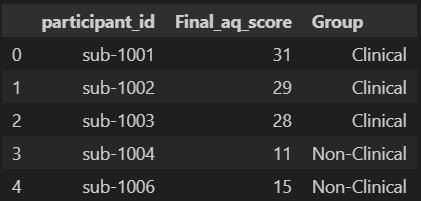 participant_id Final_aq_score Group
0 sub-1001 31 Clinical
1 sub-1002 29 Clinical
2 sub-1003 28 Clinical
3 sub-1004 11 Non-Clinical
4 sub-1006 15 Non-Clinical